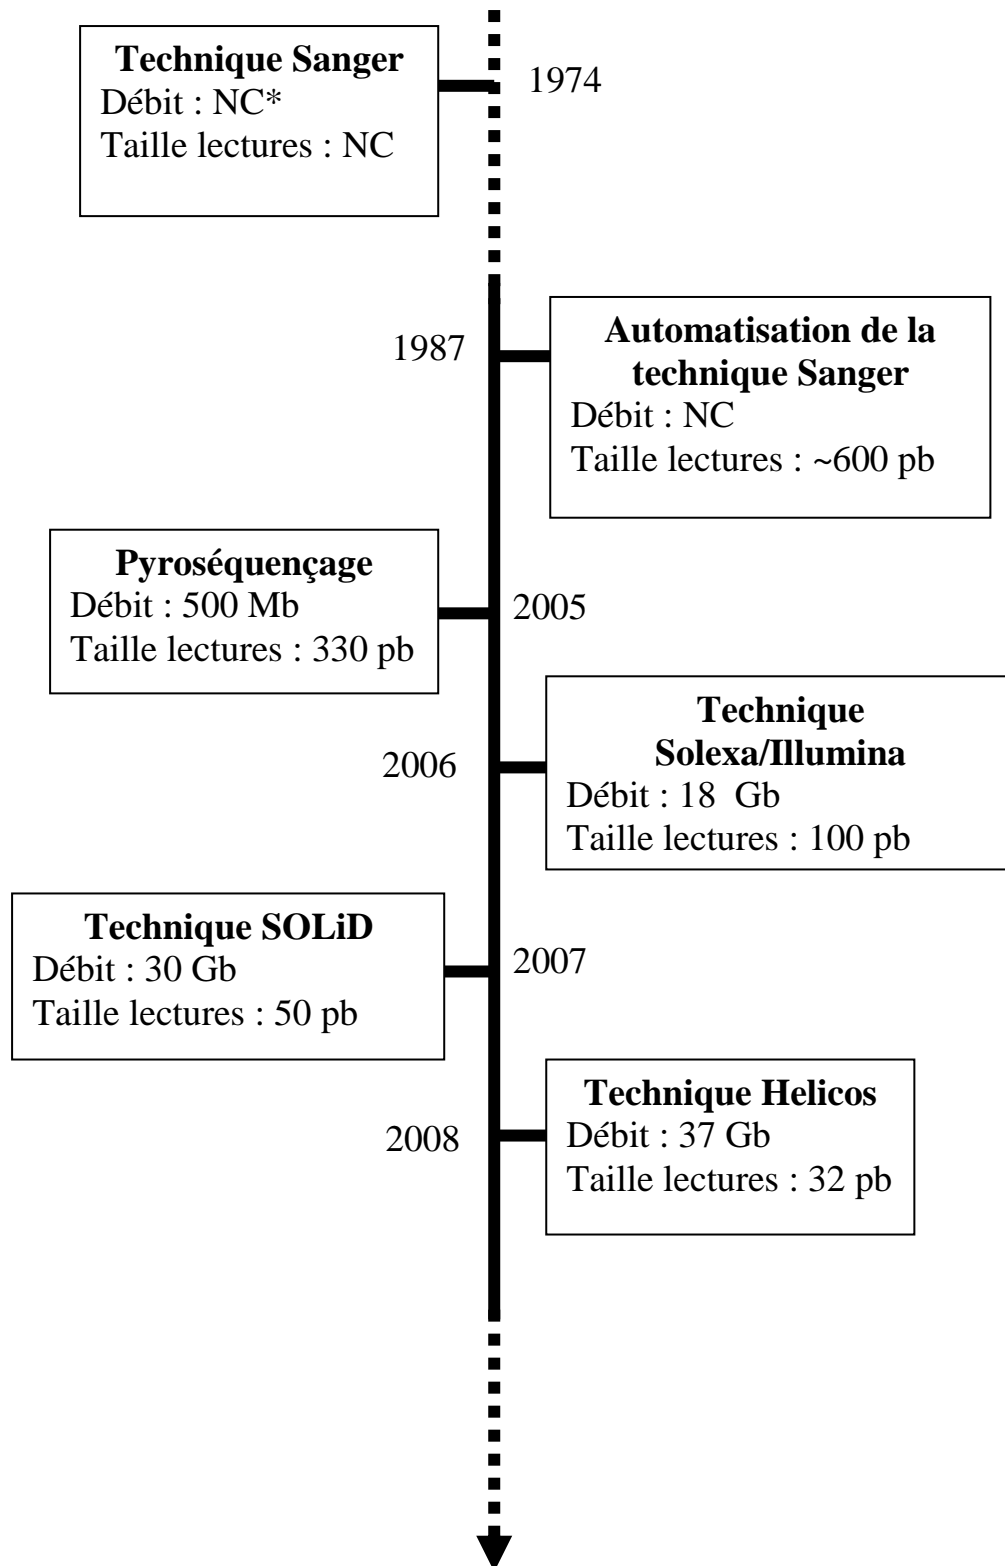 Technique Sanger
Débit : NC*
Taille lectures : NC
1974
1987
Automatisation de la
technique Sanger
Débit : NC
Taille lectures : ~600 pb
Pyroséquençage
Débit : 500 Mb
Taille lectures : 330 pb
2005
2006
Technique
Solexa/Illumina
Débit : 18 Gb
Taille lectures : 100 pb
Technique SOLiD
Débit : 30 Gb
Taille lectures : 50 pb
2007
2008
Technique Helicos
Débit : 37 Gb
Taille lectures : 32 pb